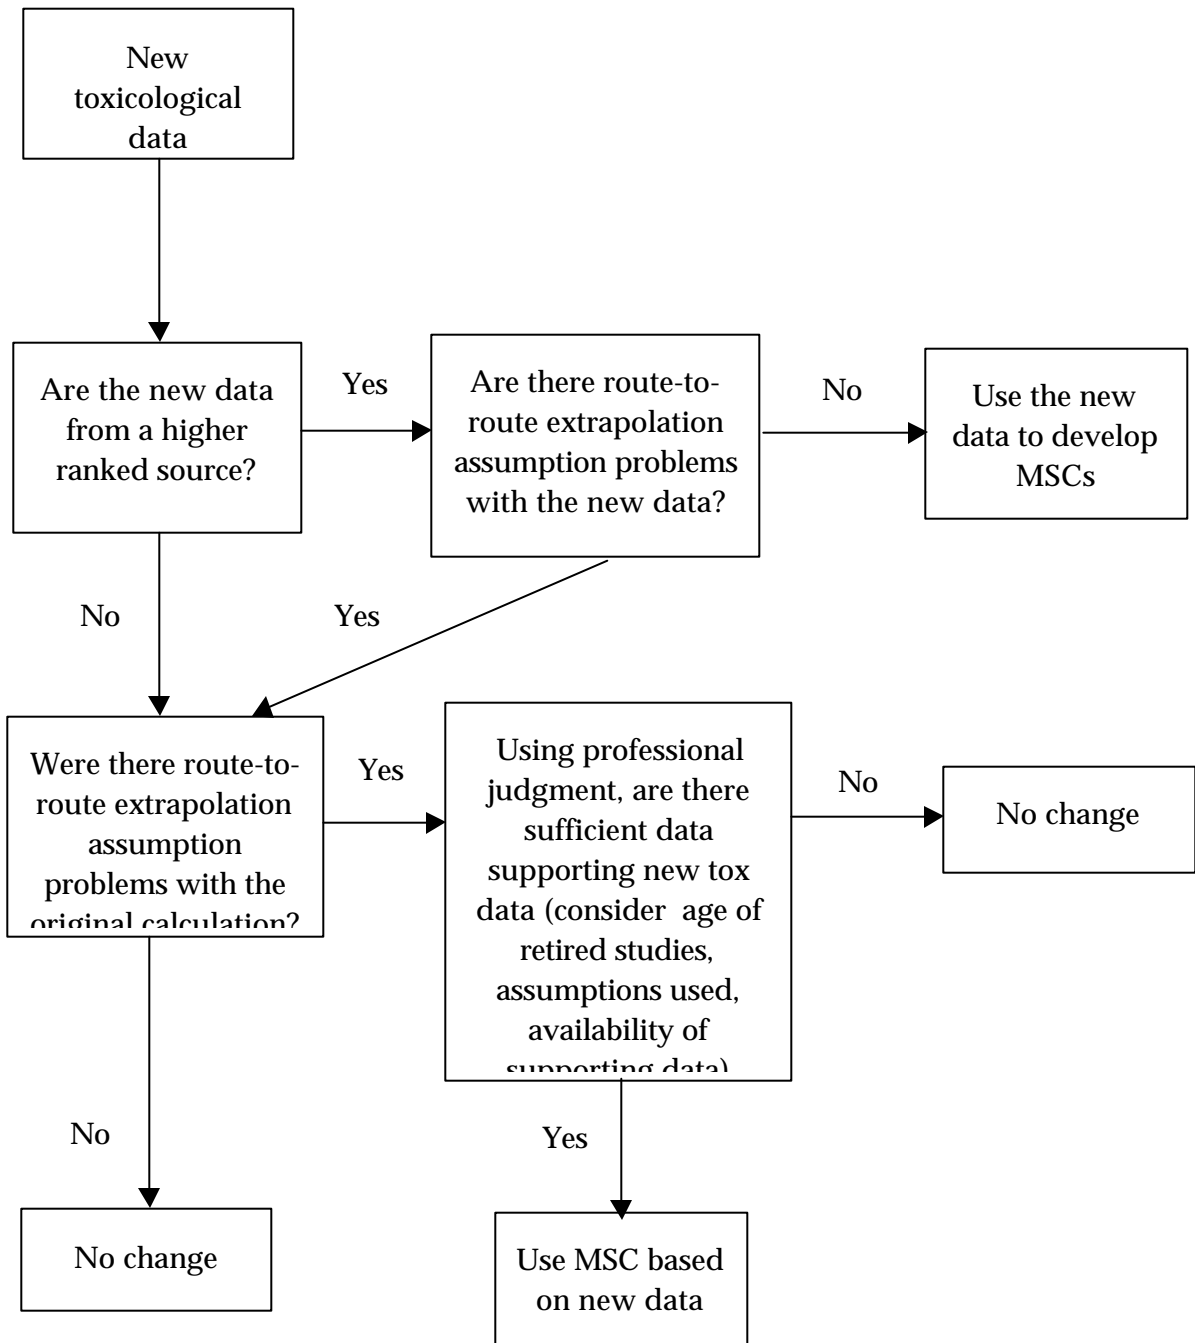 New
toxicological
data
Are the new data
from a higher
ranked source?
Yes
Are there route-to-
route extrapolation
assumption problems
with the new data?
No
Use the new
data to develop
MSCs
No
Yes
Were there route-to-
route extrapolation
assumption
problems with the
original calculation?
Yes
Using professional
judgment, are there
sufficient data
supporting new tox
data (consider age of
retired studies,
assumptions used,
availability of
supporting data)
No
No change
No
Yes
No change
Use MSC based
on new data